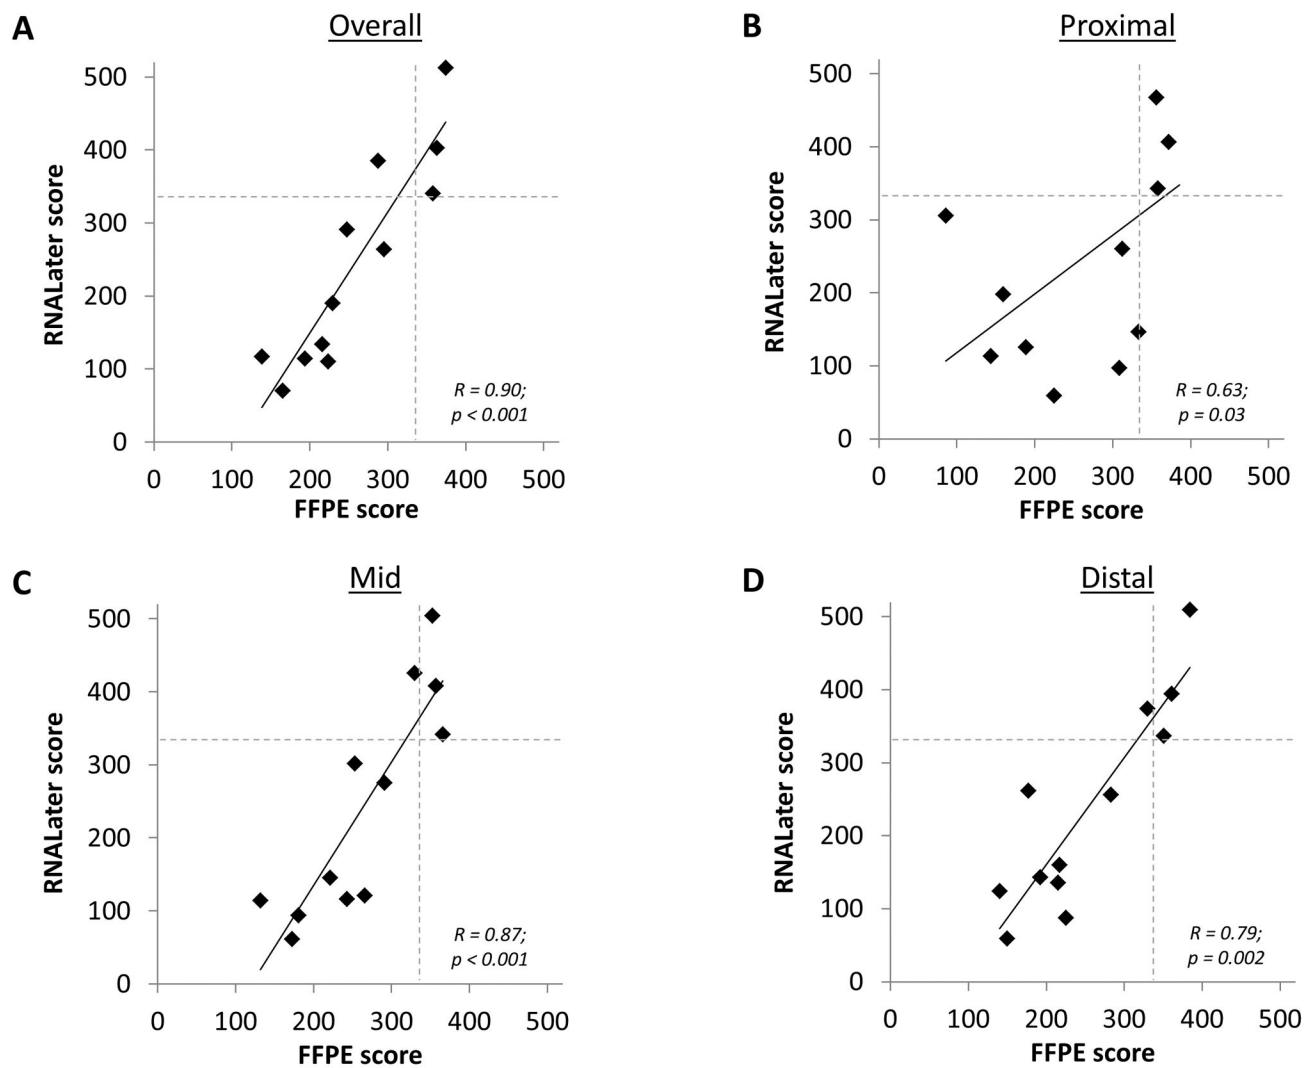 A
Overall
500
400
300
200
100
0
RNALater score
R = 0.90;
p < 0.001
0 100 200 300 400 500
FFPE score
B
Proximal
500
400
300
200
100
0
RNALater score
R = 0.63;
p = 0.03
0 100 200 300 400 500
FFPE score
C
Mid
500
400
300
200
100
0
RNALater score
R = 0.87;
p < 0.001
0 100 200 300 400 500
FFPE score
D
Distal
500
400
300
200
100
0
RNALater score
R = 0.79;
p = 0.002
0 100 200 300 400 500
FFPE score